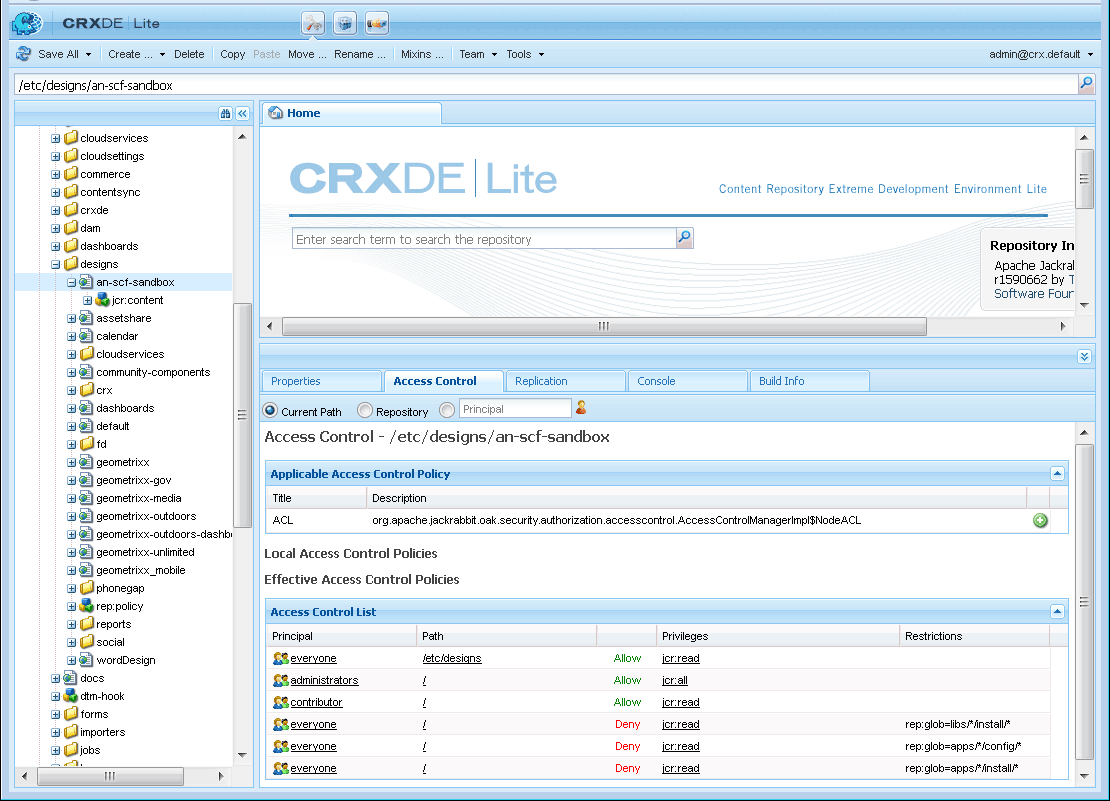 CRXDE | Lite
Save All Create ... Delete Copy Paste Move ... Rename ... Mixins ... Team Tools admin@crx.default
/etc/designs/an-scf-sandbox
cloudservices
cloudsettings
commerce
contentsync
crxde
dam
dashboards
designs
an-scf-sandbox
jcr:content
assetshare
calendar
cloudservices
community-components
crx
dashboards
default
fd
geometrixx
geometrixx-gov
geometrixx-media
geometrixx-outdoors
geometrixx-outdoors-dashb
geometrixx-unlimited
geometrixx_mobile
phonegap
rep:policy
reports
social
wordDesign
docs
dtm-hook
forms
importers
jobs
Home
CRXDE | Lite
Content Repository Extreme Development Environment Lite
Enter search term to search the repository
Repository In
Apache Jackra
r1590662 by T
Software Four
Properties Access Control Replication Console Build Info
Current Path Repository Principal
Access Control - /etc/designs/an-scf-sandbox
Applicable Access Control Policy
Title Description
ACL org.apache.jackrabbit.oak.security.authorization.accesscontrol.AccessControlManagerImpl$NodeACL
Local Access Control Policies
Effective Access Control Policies
Access Control List
Principal Path Privileges Restrictions
everyone /etc/designs Allow jcr:read
administrators / Allow jcr:all
contributor / Allow jcr:read
everyone / Deny jcr:read rep:glob=libs/*/install/*
everyone / Deny jcr:read rep:glob=apps/*/config/*
everyone / Deny jcr:read rep:glob=apps/*/install/*